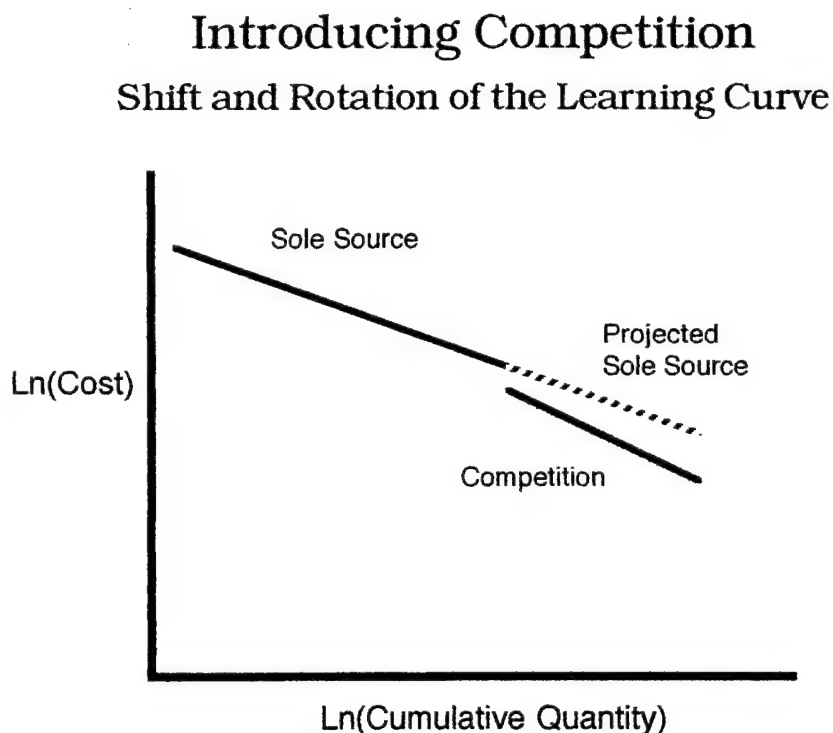 Introducing Competition
Shift and Rotation of the Learning Curve
Sole Source
Projected
Sole Source
Ln(Cost)
Competition
Ln(Cumulative Quantity)